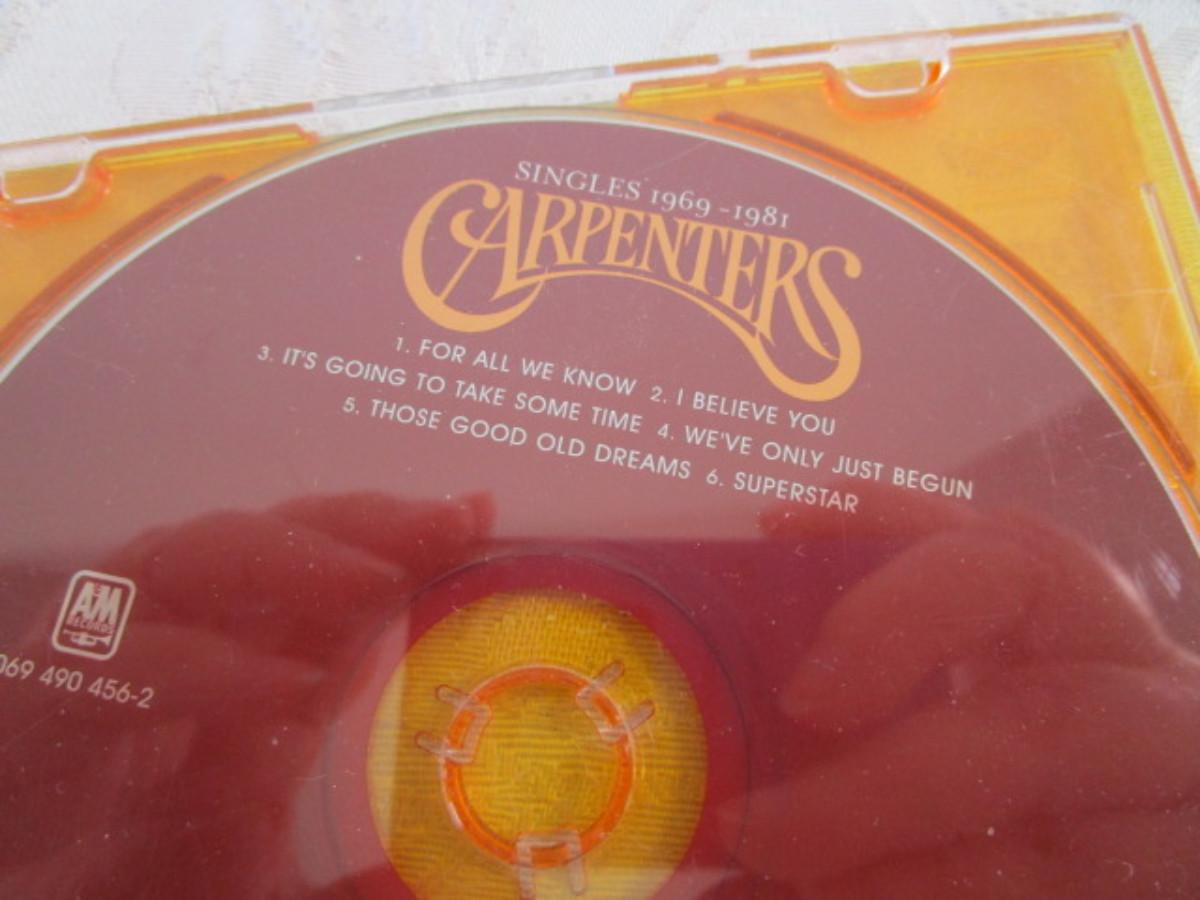 SINGLES 1969-1981
CARPENTERS
1. FOR ALL WE KNOW 2. I BELIEVE YOU
3. IT'S GOING TO TAKE SOME TIME 4. WE'VE ONLY JUST BEGUN
5. THOSE GOOD OLD DREAMS 6. SUPERSTAR
A&M
RECORDS
069 490 456-2